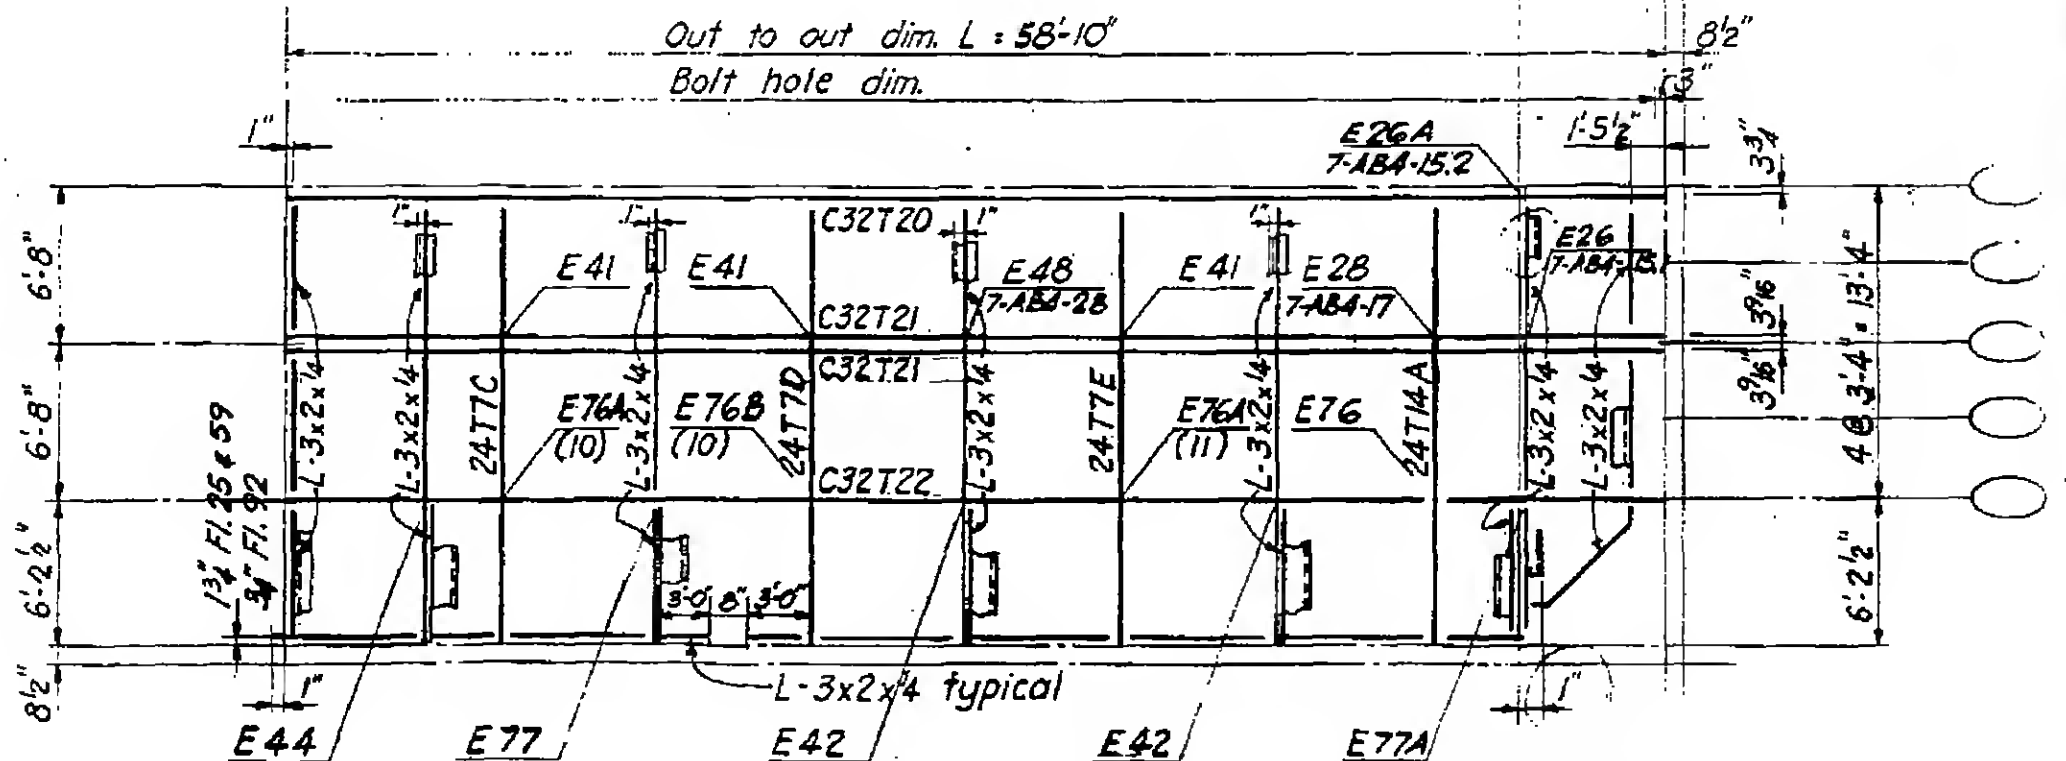 Out to out dim. L = 58'-10"
8½"
Bolt hole dim.
3"
1"
E26A
7-AB4-15.2
1'-5½"
3¾"
1"
1"
C32T20
1"
1"
E26
6'-8"
E41
E41
E48
7-AB4-28
E41
E28
7-AB4-17
C32T21
3 9/16"
C32T21
3 9/16"
4 @ 3'-4" = 13'-4"
L-3x2x¼
L-3x2x¼
24T7C
L-3x2x¼
24T7D
L-3x2x¼
24T7E
L-3x2x¼
24T14A
L-3x2x¼
L-3x2x¼
6'-8"
E76A
(10)
E76B
(10)
E76A
(11)
E76
C32T22
1¾" Fl. 25 & 59
¾" Fl. 92
6'-2½"
3'-0"
8"
3'-0"
6'-2½"
8½"
1"
L-3x2x¼ typical
1"
E44
E77
E42
E42
E77A